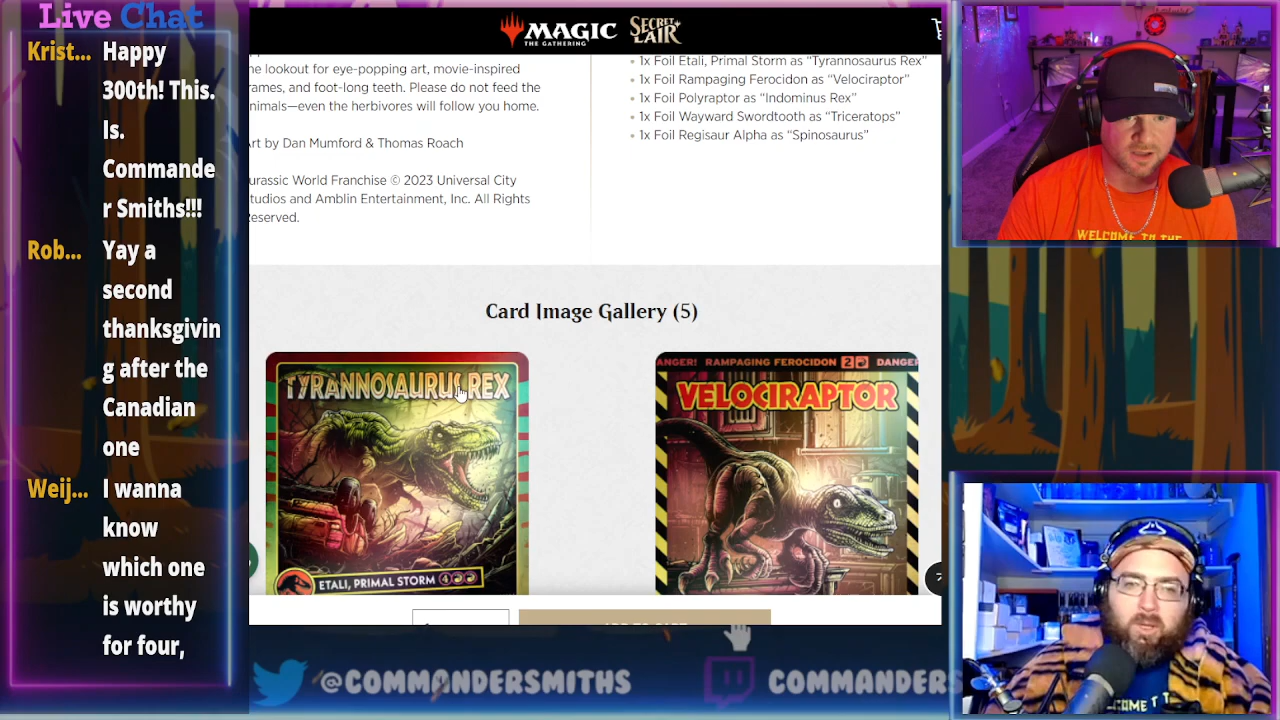 Live Chat
Krist...
Happy
300th! This.
Is.
Commande
r Smiths!!!
Rob...
Yay a
second
thanksgivin
g after the
Canadian
one
Weij...
I wanna
know
which one
is worthy
for four,
MAGIC
THE GATHERING
SECRET
LAIR
he lookout for eye-popping art, movie-inspired
rames, and foot-long teeth. Please do not feed the
nimals—even the herbivores will follow you home.
rt by Dan Mumford & Thomas Roach
urassic World Franchise © 2023 Universal City
tudios and Amblin Entertainment, Inc. All Rights
eserved.
• 1x Foil Etali, Primal Storm as “Tyrannosaurus Rex”
• 1x Foil Rampaging Ferocidon as “Velociraptor”
• 1x Foil Polyraptor as “Indominus Rex”
• 1x Foil Wayward Swordtooth as “Triceratops”
• 1x Foil Regisaur Alpha as “Spinosaurus”
Card Image Gallery (5)
TYRANNOSAURUS REX
ETALI, PRIMAL STORM 4
ANGER! RAMPAGING FEROCIDON 2 DANGE
VELOCIRAPTOR
@COMMANDERSMITHS
COMMANDERS
WELCOME TO THE
COME T